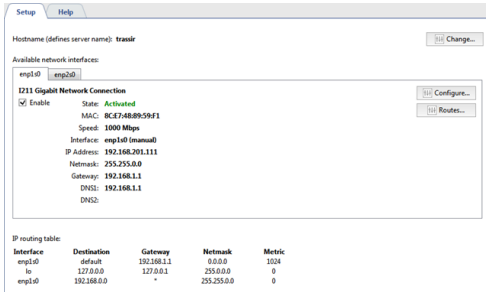 Setup Help
Hostname (defines server name): trassir Change...
Available network interfaces:
enp1s0 enp2s0
I211 Gigabit Network Connection Configure...
Enable State: Activated Routes...
MAC: 8C:E7:48:89:59:F1
Speed: 1000 Mbps
Interface: enp1s0 (manual)
IP Address: 192.168.201.111
Netmask: 255.255.0.0
Gateway: 192.168.1.1
DNS1: 192.168.1.1
DNS2:
IP routing table:
Interface Destination Gateway Netmask Metric
enp1s0 default 192.168.1.1 0.0.0.0 1024
lo 127.0.0.0 127.0.0.1 255.0.0.0 0
enp1s0 192.168.0.0 * 255.255.0.0 0